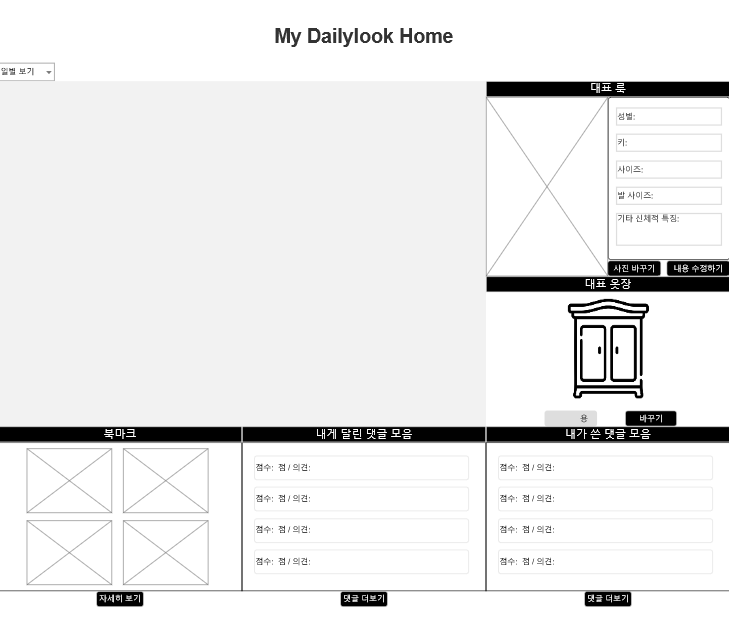 My Dailylook Home
일별 보기
대표 룩
성별:
키:
사이즈:
발 사이즈:
기타 신체적 특징:
사진 바꾸기
내용 수정하기
대표 옷장
용
바꾸기
북마크
내게 달린 댓글 모음
내가 쓴 댓글 모음
점수:  점 / 의견:
점수:  점 / 의견:
점수:  점 / 의견:
점수:  점 / 의견:
점수:  점 / 의견:
점수:  점 / 의견:
점수:  점 / 의견:
점수:  점 / 의견:
자세히 보기
댓글 더보기
댓글 더보기